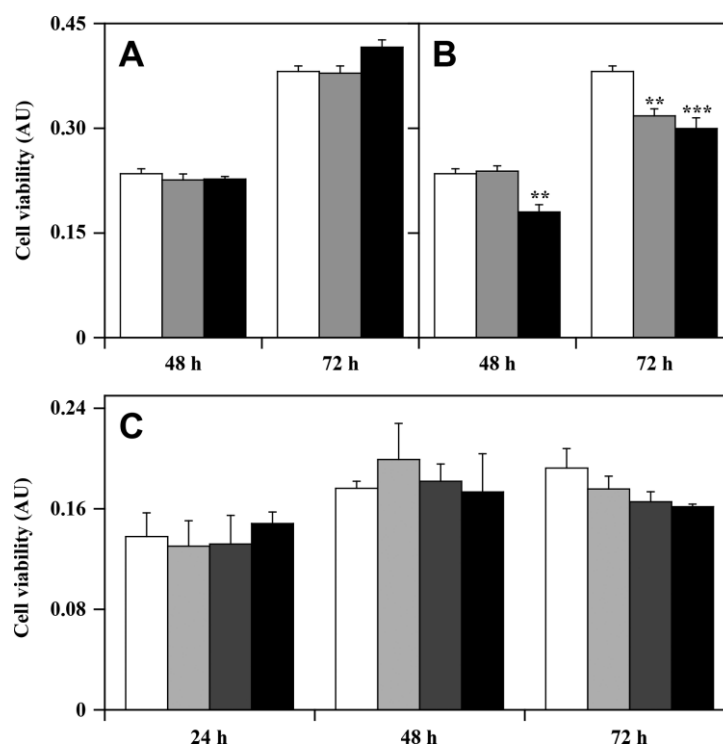 0.45
A
B
0.30
** ***
**
Cell viability (AU)
0.15
0
48 h 72 h 48 h 72 h
0.24
C
0.16
Cell viability (AU)
0.08
0
24 h 48 h 72 h